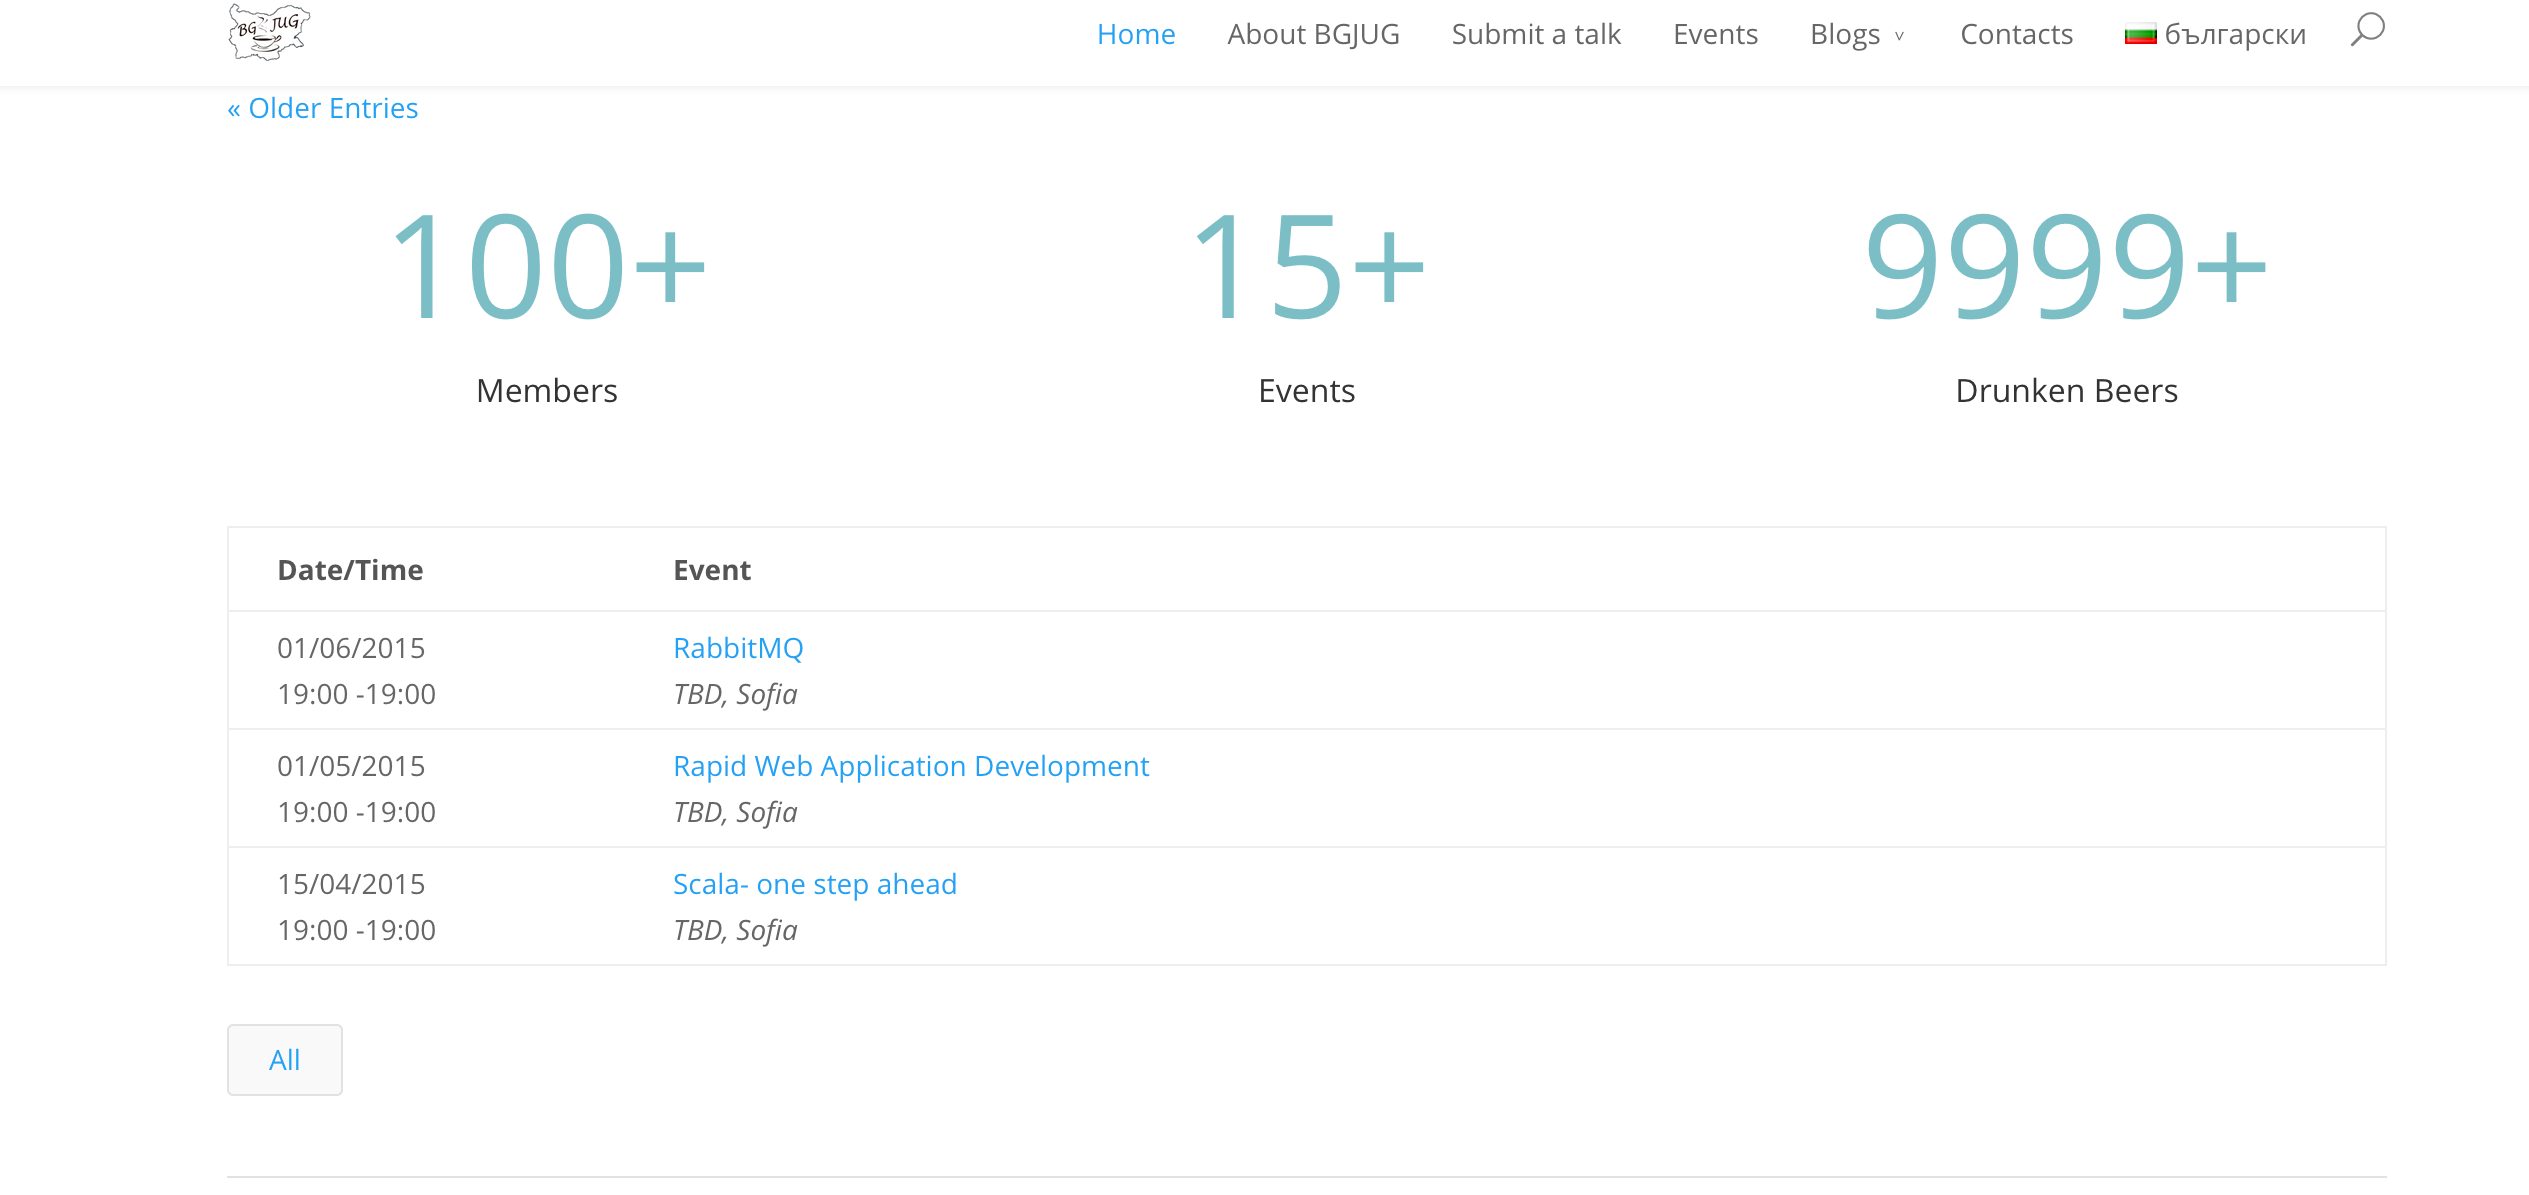 BG JUG
Home About BGJUG Submit a talk Events Blogs Contacts български
« Older Entries
100+ 15+ 9999+
Members Events Drunken Beers
Date/Time Event
01/06/2015 RabbitMQ
19:00 -19:00 TBD, Sofia
01/05/2015 Rapid Web Application Development
19:00 -19:00 TBD, Sofia
15/04/2015 Scala- one step ahead
19:00 -19:00 TBD, Sofia
All